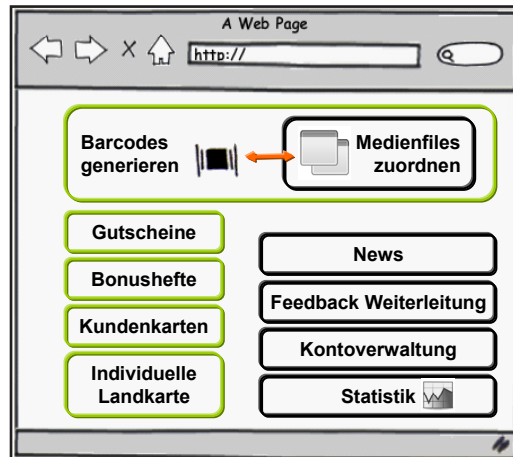 A Web Page
http://
Barcodes
generieren
Medienfiles
zuordnen
Gutscheine
Bonushefte
Kundenkarten
Individuelle
Landkarte
News
Feedback Weiterleitung
Kontoverwaltung
Statistik